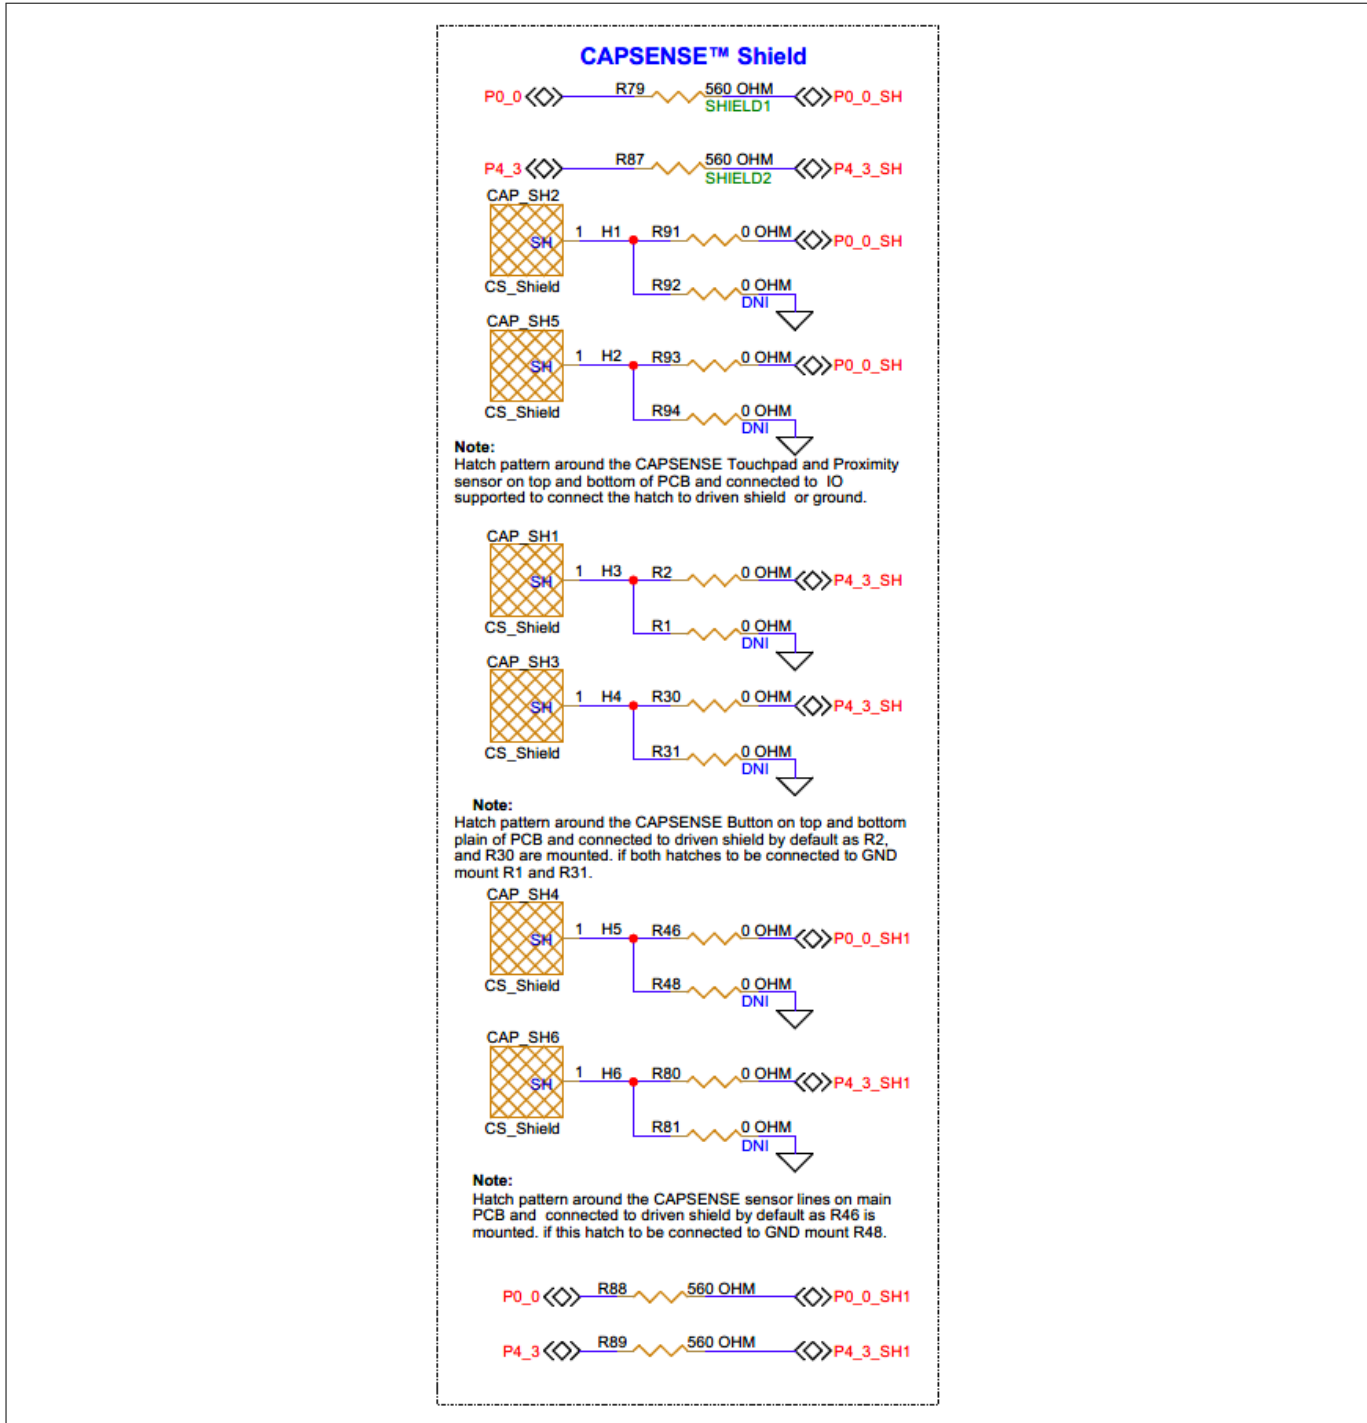 CAPSENSE™ Shield
P0_0 R79 560 OHM P0_0_SH
SHIELD1
P4_3 R87 560 OHM P4_3_SH
SHIELD2
CAP_SH2
SH 1 H1 R91 0 OHM P0_0_SH
CS_Shield R92 0 OHM
DNI
CAP_SH5
SH 1 H2 R93 0 OHM P0_0_SH
CS_Shield R94 0 OHM
DNI
Note:
Hatch pattern around the CAPSENSE Touchpad and Proximity
sensor on top and bottom of PCB and connected to IO
supported to connect the hatch to driven shield or ground.
CAP_SH1
SH 1 H3 R2 0 OHM P4_3_SH
CS_Shield R1 0 OHM
DNI
CAP_SH3
SH 1 H4 R30 0 OHM P4_3_SH
CS_Shield R31 0 OHM
DNI
Note:
Hatch pattern around the CAPSENSE Button on top and bottom
plain of PCB and connected to driven shield by default as R2,
and R30 are mounted. if both hatches to be connected to GND
mount R1 and R31.
CAP_SH4
SH 1 H5 R46 0 OHM P0_0_SH1
CS_Shield R48 0 OHM
DNI
CAP_SH6
SH 1 H6 R80 0 OHM P4_3_SH1
CS_Shield R81 0 OHM
DNI
Note:
Hatch pattern around the CAPSENSE sensor lines on main
PCB and connected to driven shield by default as R46 is
mounted. if this hatch to be connected to GND mount R48.
P0_0 R88 560 OHM P0_0_SH1
P4_3 R89 560 OHM P4_3_SH1